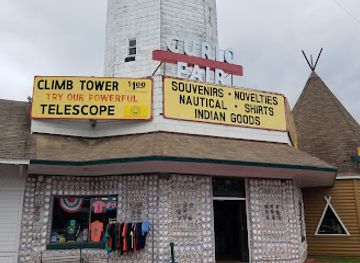 CURIO
FAIR
CLIMB TOWER $1.00
TRY OUR POWERFUL
TELESCOPE
SOUVENIRS • NOVELTIES
NAUTICAL • SHIRTS
INDIAN GOODS